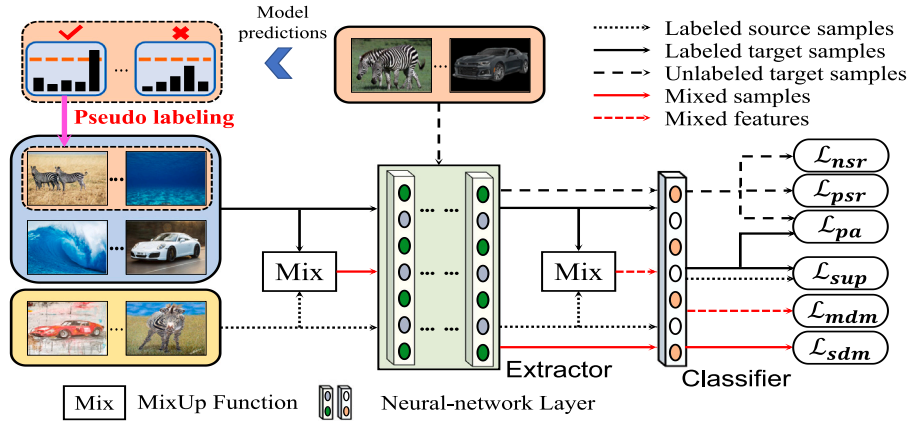 Model
predictions
Pseudo labeling
Labeled source samples
Labeled target samples
Unlabeled target samples
Mixed samples
Mixed features
Mix
Mix
Extractor
Classifier
ℒnsr
ℒpsr
ℒpa
ℒsup
ℒmdm
ℒsdm
Mix MixUp Function Neural-network Layer